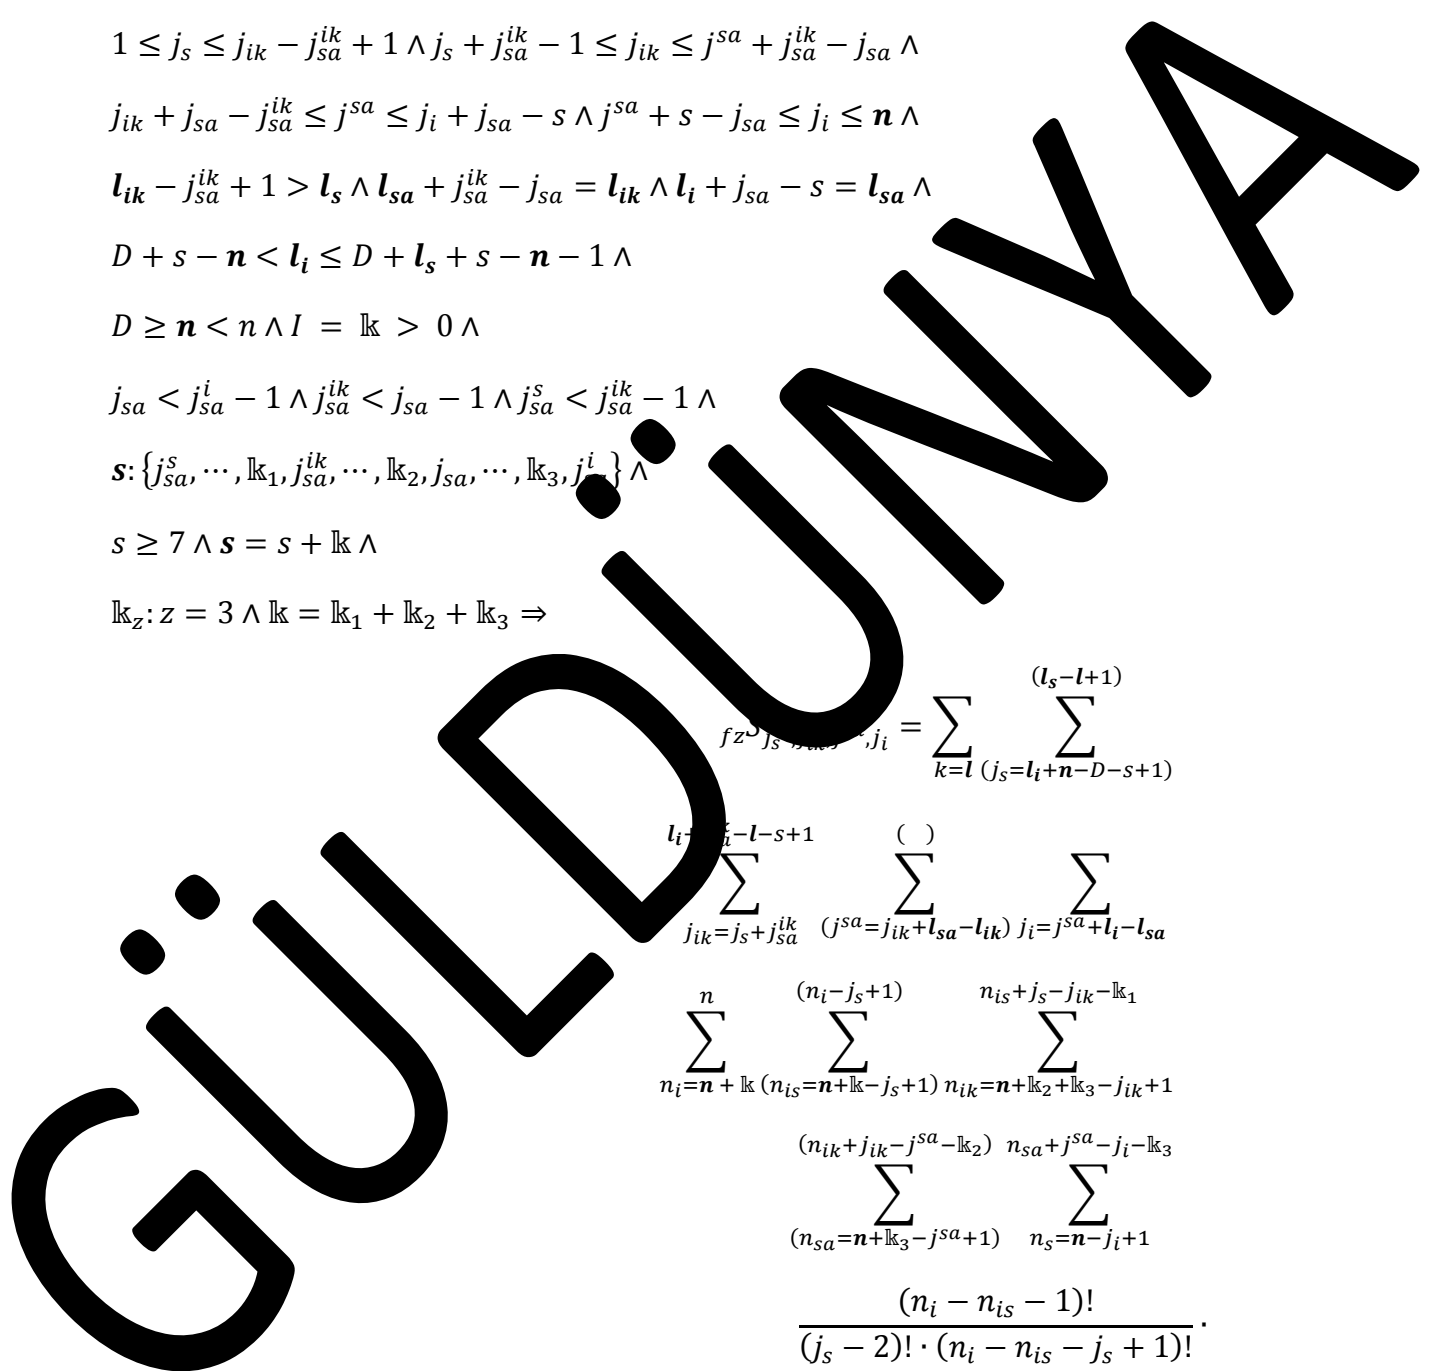 1 ≤ j_s ≤ j_{ik} − j_{sa}^{ik} + 1 ∧ j_s + j_{sa}^{ik} − 1 ≤ j_{ik} ≤ j^{sa} + j_{sa}^{ik} − j_{sa} ∧
j_{ik} + j_{sa} − j_{sa}^{ik} ≤ j^{sa} ≤ j_i + j_{sa} − s ∧ j^{sa} + s − j_{sa} ≤ j_i ≤ n ∧
l_{ik} − j_{sa}^{ik} + 1 > l_s ∧ l_{sa} + j_{sa}^{ik} − j_{sa} = l_{ik} ∧ l_i + j_{sa} − s = l_{sa} ∧
D + s − n < l_i ≤ D + l_s + s − n − 1 ∧
D ≥ n < n ∧ I = 𝕜 > 0 ∧
j_{sa} < j_{sa}^{i} − 1 ∧ j_{sa}^{ik} < j_{sa} − 1 ∧ j_{sa}^{s} < j_{sa}^{ik} − 1 ∧
s: {j_{sa}^{s}, ⋯, 𝕜_1, j_{sa}^{ik}, ⋯, 𝕜_2, j_{sa}, ⋯, 𝕜_3, j^{i}} ∧
s ≥ 7 ∧ s = s + 𝕜 ∧
𝕜_z: z = 3 ∧ 𝕜 = 𝕜_1 + 𝕜_2 + 𝕜_3 ⇒
(l_s−l+1)
_{fz}S_{j_s , j_{ik}, , j_i} = ∑ ∑
k=l (j_s=l_i+n−D−s+1)
l_i+ −l−s+1 ( )
∑ ∑ ∑
j_{ik}=j_s+j_{sa}^{ik} (j^{sa}=j_{ik}+l_{sa}−l_{ik}) j_i=j^{sa}+l_i−l_{sa}
n (n_i−j_s+1) n_{is}+j_s−j_{ik}−𝕜_1
∑ ∑ ∑
n_i=n+𝕜 (n_{is}=n+𝕜−j_s+1) n_{ik}=n+𝕜_2+𝕜_3−j_{ik}+1
(n_{ik}+j_{ik}−j^{sa}−𝕜_2) n_{sa}+j^{sa}−j_i−𝕜_3
∑ ∑
(n_{sa}=n+𝕜_3−j^{sa}+1) n_s=n−j_i+1
(n_i − n_{is} − 1)!
(j_s − 2)! · (n_i − n_{is} − j_s + 1)! ·
GÜLDÜNYA